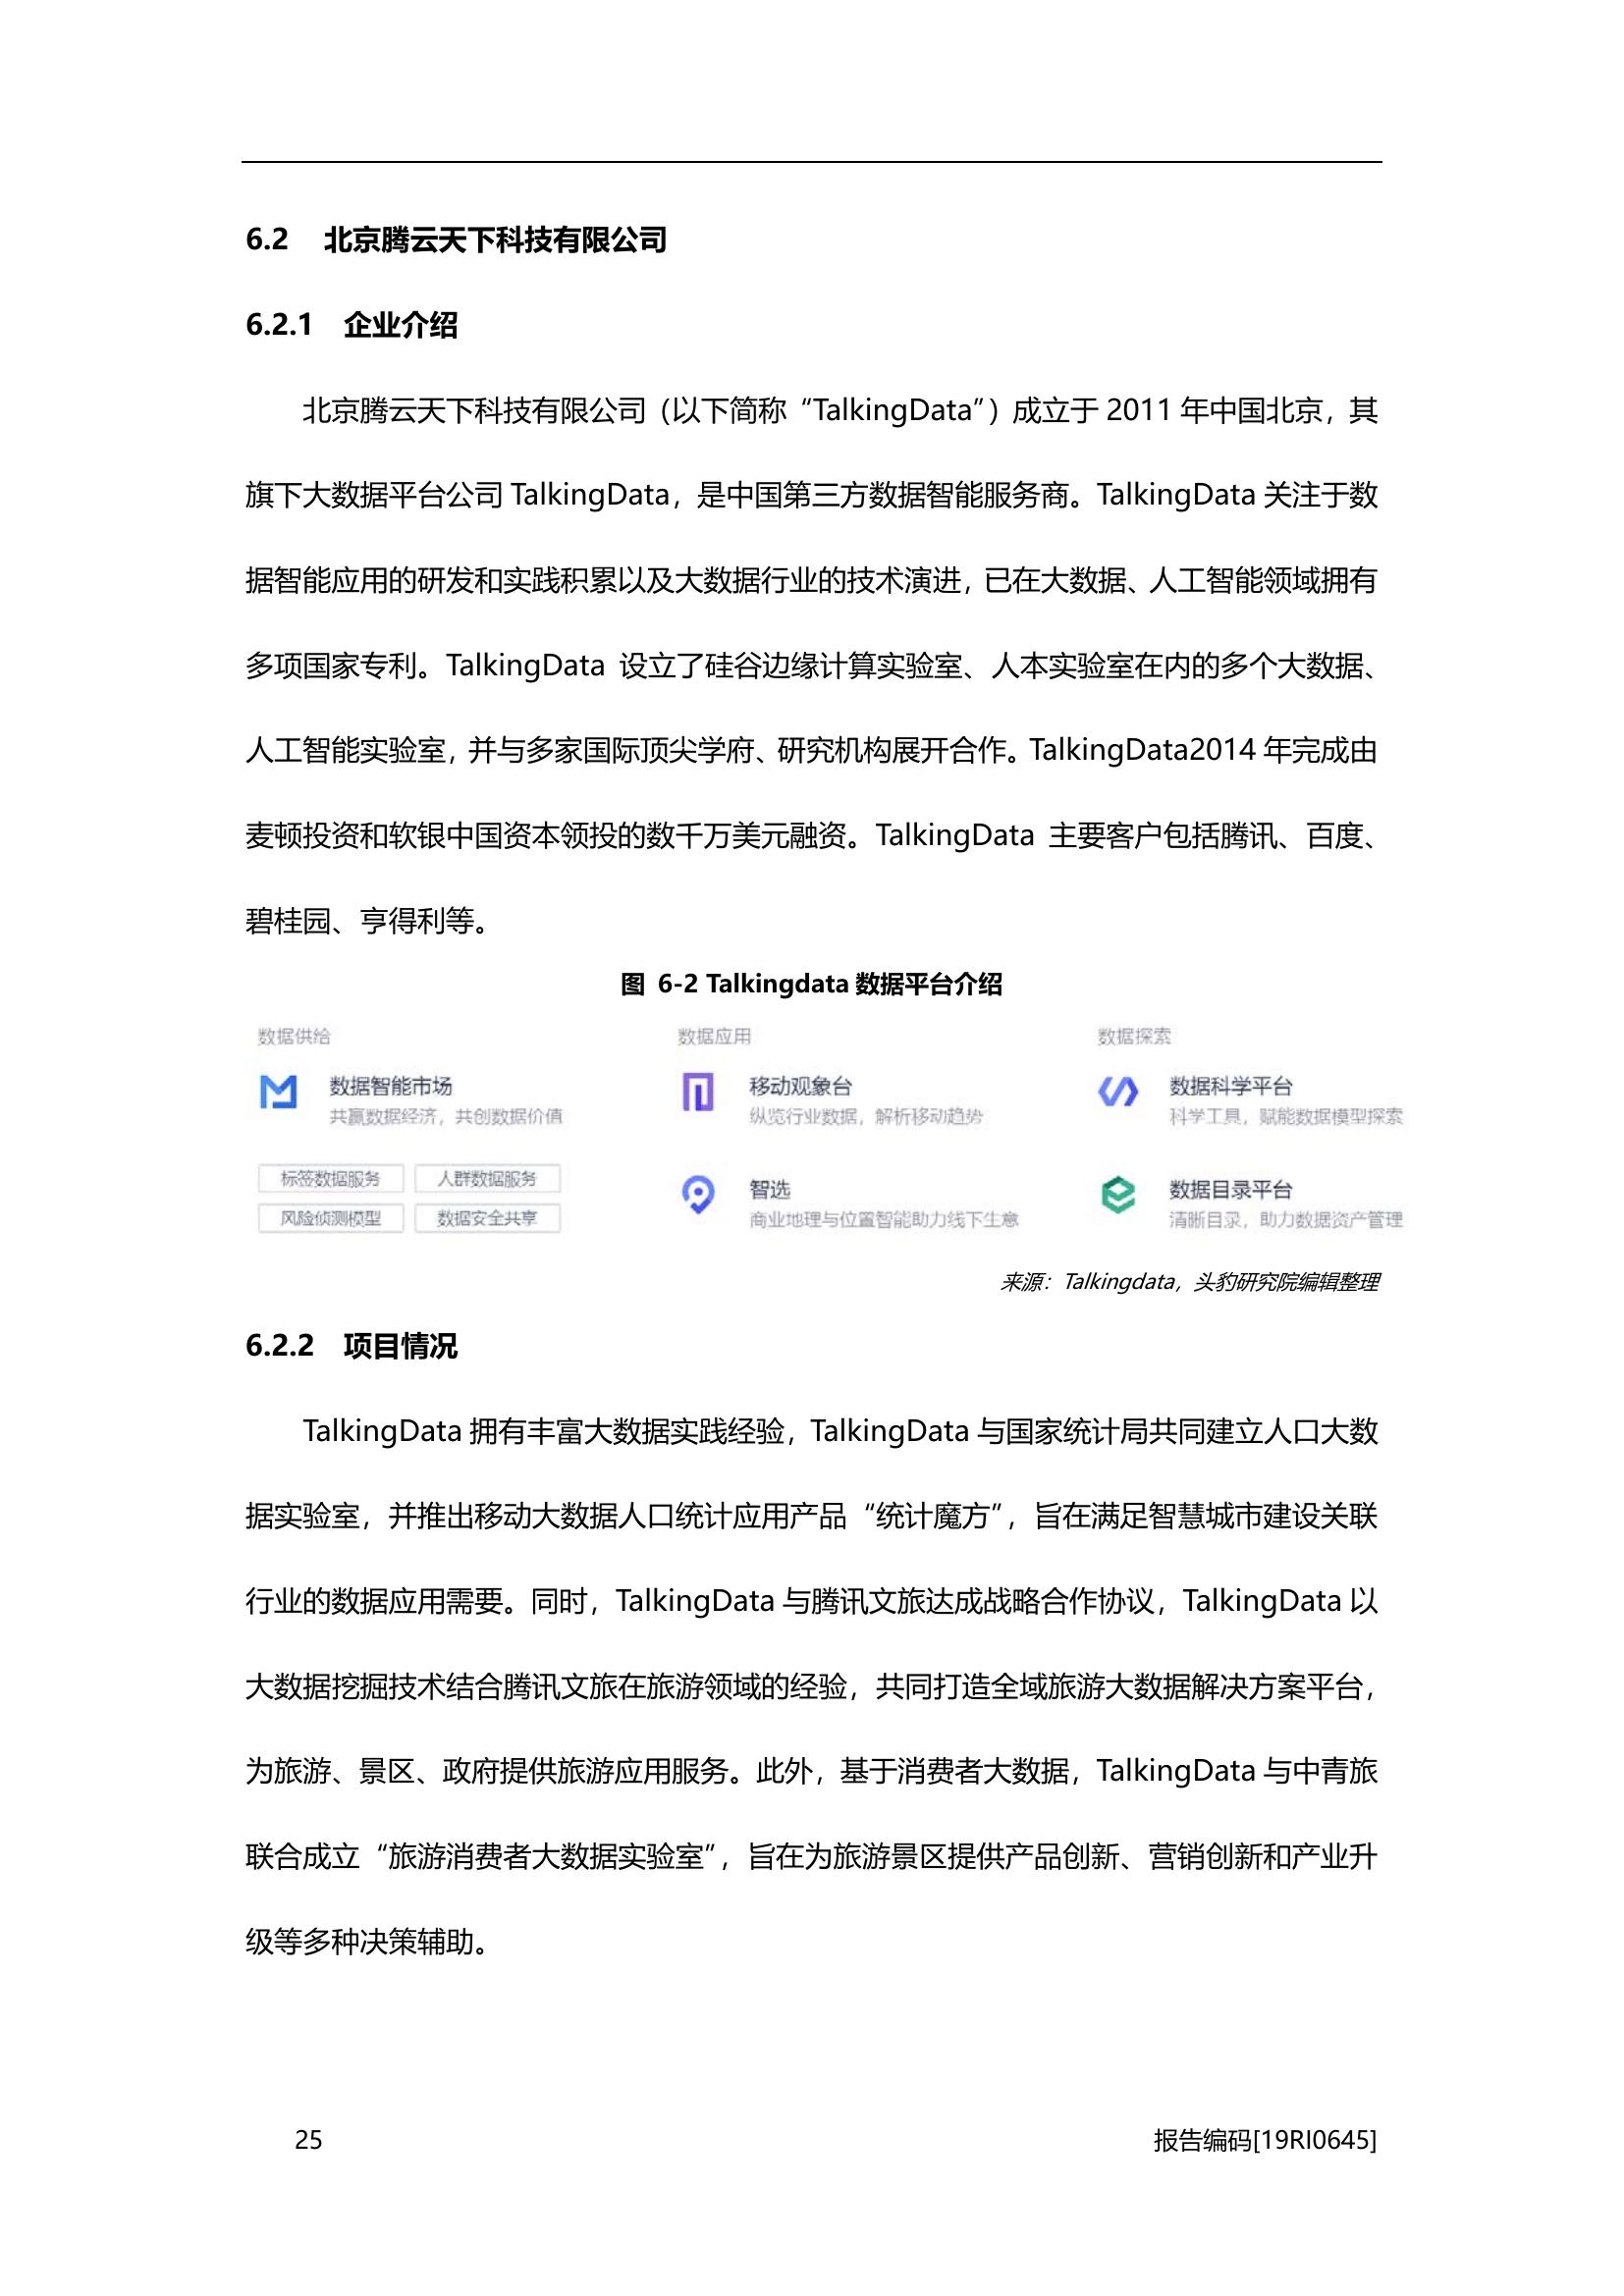 6.2 北京腾云天下科技有限公司
6.2.1 企业介绍
北京腾云天下科技有限公司（以下简称“TalkingData”）成立于 2011 年中国北京，其
旗下大数据平台公司 TalkingData，是中国第三方数据智能服务商。TalkingData 关注于数
据智能应用的研发和实践积累以及大数据行业的技术演进，已在大数据、人工智能领域拥有
多项国家专利。TalkingData 设立了硅谷边缘计算实验室、人本实验室在内的多个大数据、
人工智能实验室，并与多家国际顶尖学府、研究机构展开合作。TalkingData2014 年完成由
麦顿投资和软银中国资本领投的数千万美元融资。TalkingData 主要客户包括腾讯、百度、
碧桂园、亨得利等。
图 6-2 Talkingdata 数据平台介绍
数据供给 数据应用 数据探索
数据智能市场 移动观象台 数据科学平台
共赢数据经济，共创数据价值 纵览行业数据，解析移动趋势 科学工具，赋能数据模型探索
标签数据服务 人群数据服务 智选 数据目录平台
风险侦测模型 数据安全共享 商业地理与位置智能助力线下生意 清晰目录，助力数据资产管理
来源：Talkingdata，头豹研究院编辑整理
6.2.2 项目情况
TalkingData 拥有丰富大数据实践经验，TalkingData 与国家统计局共同建立人口大数
据实验室，并推出移动大数据人口统计应用产品“统计魔方”，旨在满足智慧城市建设关联
行业的数据应用需要。同时，TalkingData 与腾讯文旅达成战略合作协议，TalkingData 以
大数据挖掘技术结合腾讯文旅在旅游领域的经验，共同打造全域旅游大数据解决方案平台，
为旅游、景区、政府提供旅游应用服务。此外，基于消费者大数据，TalkingData 与中青旅
联合成立“旅游消费者大数据实验室”，旨在为旅游景区提供产品创新、营销创新和产业升
级等多种决策辅助。
25 报告编码[19RI0645]